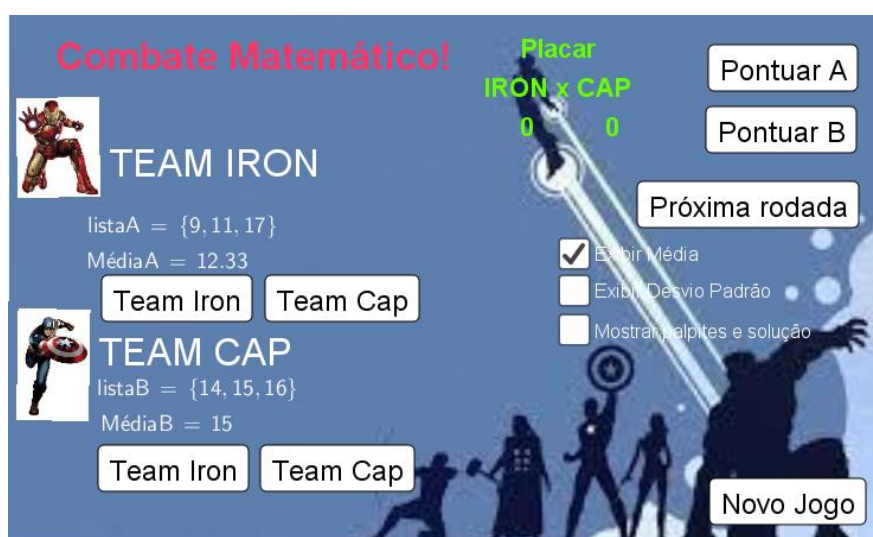 Combate Matemático!
Placar
IRON x CAP
0 0
Pontuar A
Pontuar B
Próxima rodada
TEAM IRON
listaA = {9, 11, 17}
MédiaA = 12.33
Team Iron
Team Cap
Exibir Média
Exibir Desvio Padrão
Mostrar palpites e solução
TEAM CAP
listaB = {14, 15, 16}
MédiaB = 15
Team Iron
Team Cap
Novo Jogo